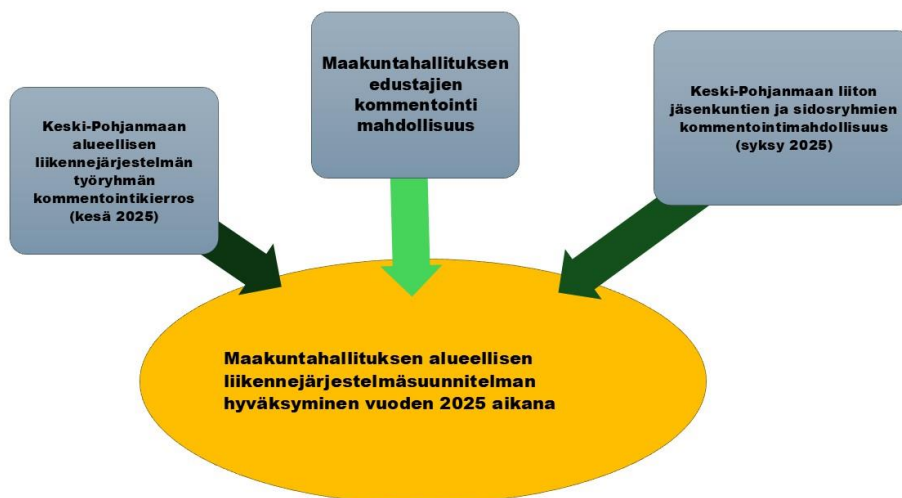 Keski-Pohjanmaan
alueellisen
liikennejärjestelmän
työryhmän
kommentointikierros
(kesä 2025)
Maakuntahallituksen
edustajien
kommentointi
mahdollisuus
Keski-Pohjanmaan liiton
jäsenkuntien ja sidosryhmien
kommentointimahdollisuus
(syksy 2025)
Maakuntahallituksen alueellisen
liikennejärjestelmäsuunnitelman
hyväksyminen vuoden 2025 aikana